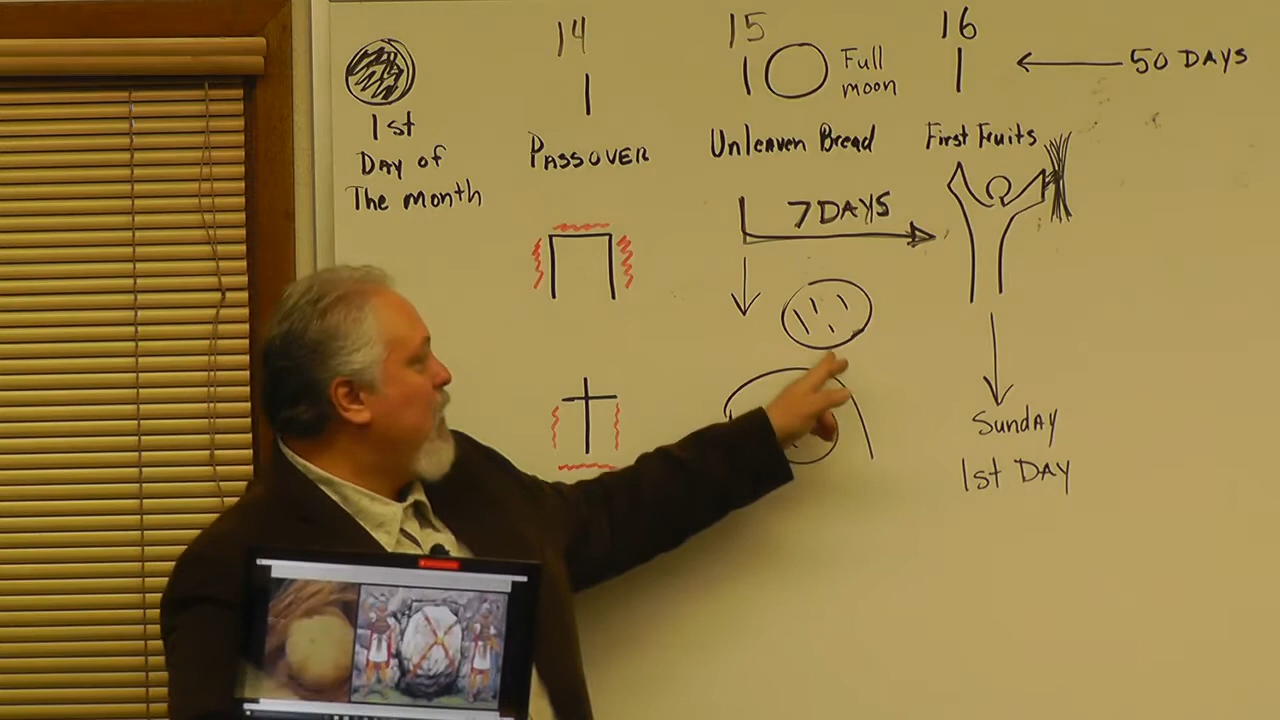 14
15
16
Full
moon
50 DAYS
1st
DAY of
The month
PASSOVER
Unleaven Bread
First Fruits
7 DAYS
Sunday
1st DAY